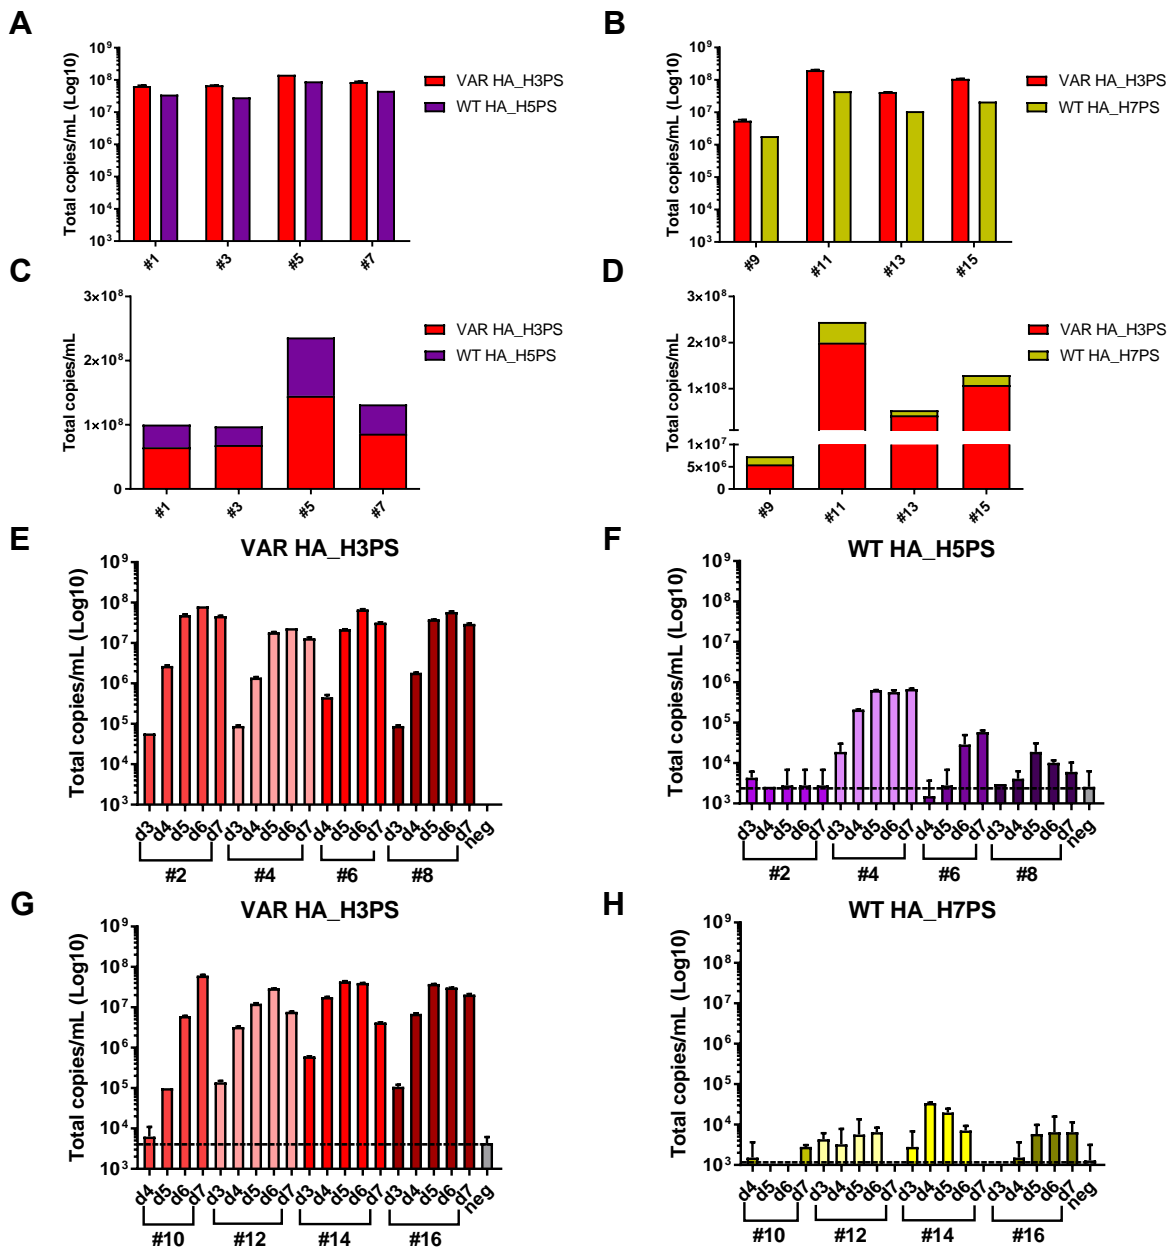 A
Total copies/mL (Log10)
10⁹
10⁸
10⁷
10⁶
10⁵
10⁴
10³
#1
#3
#5
#7
VAR HA_H3PS
WT HA_H5PS
B
Total copies/mL (Log10)
10⁹
10⁸
10⁷
10⁶
10⁵
10⁴
10³
#9
#11
#13
#15
VAR HA_H3PS
WT HA_H7PS
C
Total copies/mL
3×10⁸
2×10⁸
1×10⁸
0
#1
#3
#5
#7
VAR HA_H3PS
WT HA_H5PS
D
Total copies/mL
3×10⁸
2×10⁸
1×10⁸
1×10⁷
5×10⁶
0
#9
#11
#13
#15
VAR HA_H3PS
WT HA_H7PS
E
VAR HA_H3PS
Total copies/mL (Log10)
10⁹
10⁸
10⁷
10⁶
10⁵
10⁴
10³
d3 d4 d5 d6 d7 d3 d4 d5 d6 d7 d4 d5 d6 d7 d3 d4 d5 d6 d7 neg
#2 #4 #6 #8
F
WT HA_H5PS
Total copies/mL (Log10)
10⁹
10⁸
10⁷
10⁶
10⁵
10⁴
10³
d3 d4 d5 d6 d7 d3 d4 d5 d6 d7 d4 d5 d6 d7 d3 d4 d5 d6 d7 neg
#2 #4 #6 #8
G
VAR HA_H3PS
Total copies/mL (Log10)
10⁹
10⁸
10⁷
10⁶
10⁵
10⁴
10³
d4 d5 d6 d7 d3 d4 d5 d6 d7 d3 d4 d5 d6 d7 d3 d4 d5 d6 d7 neg
#10 #12 #14 #16
H
WT HA_H7PS
Total copies/mL (Log10)
10⁹
10⁸
10⁷
10⁶
10⁵
10⁴
10³
d4 d5 d6 d7 d3 d4 d5 d6 d7 d3 d4 d5 d6 d7 d3 d4 d5 d6 d7 neg
#10 #12 #14 #16